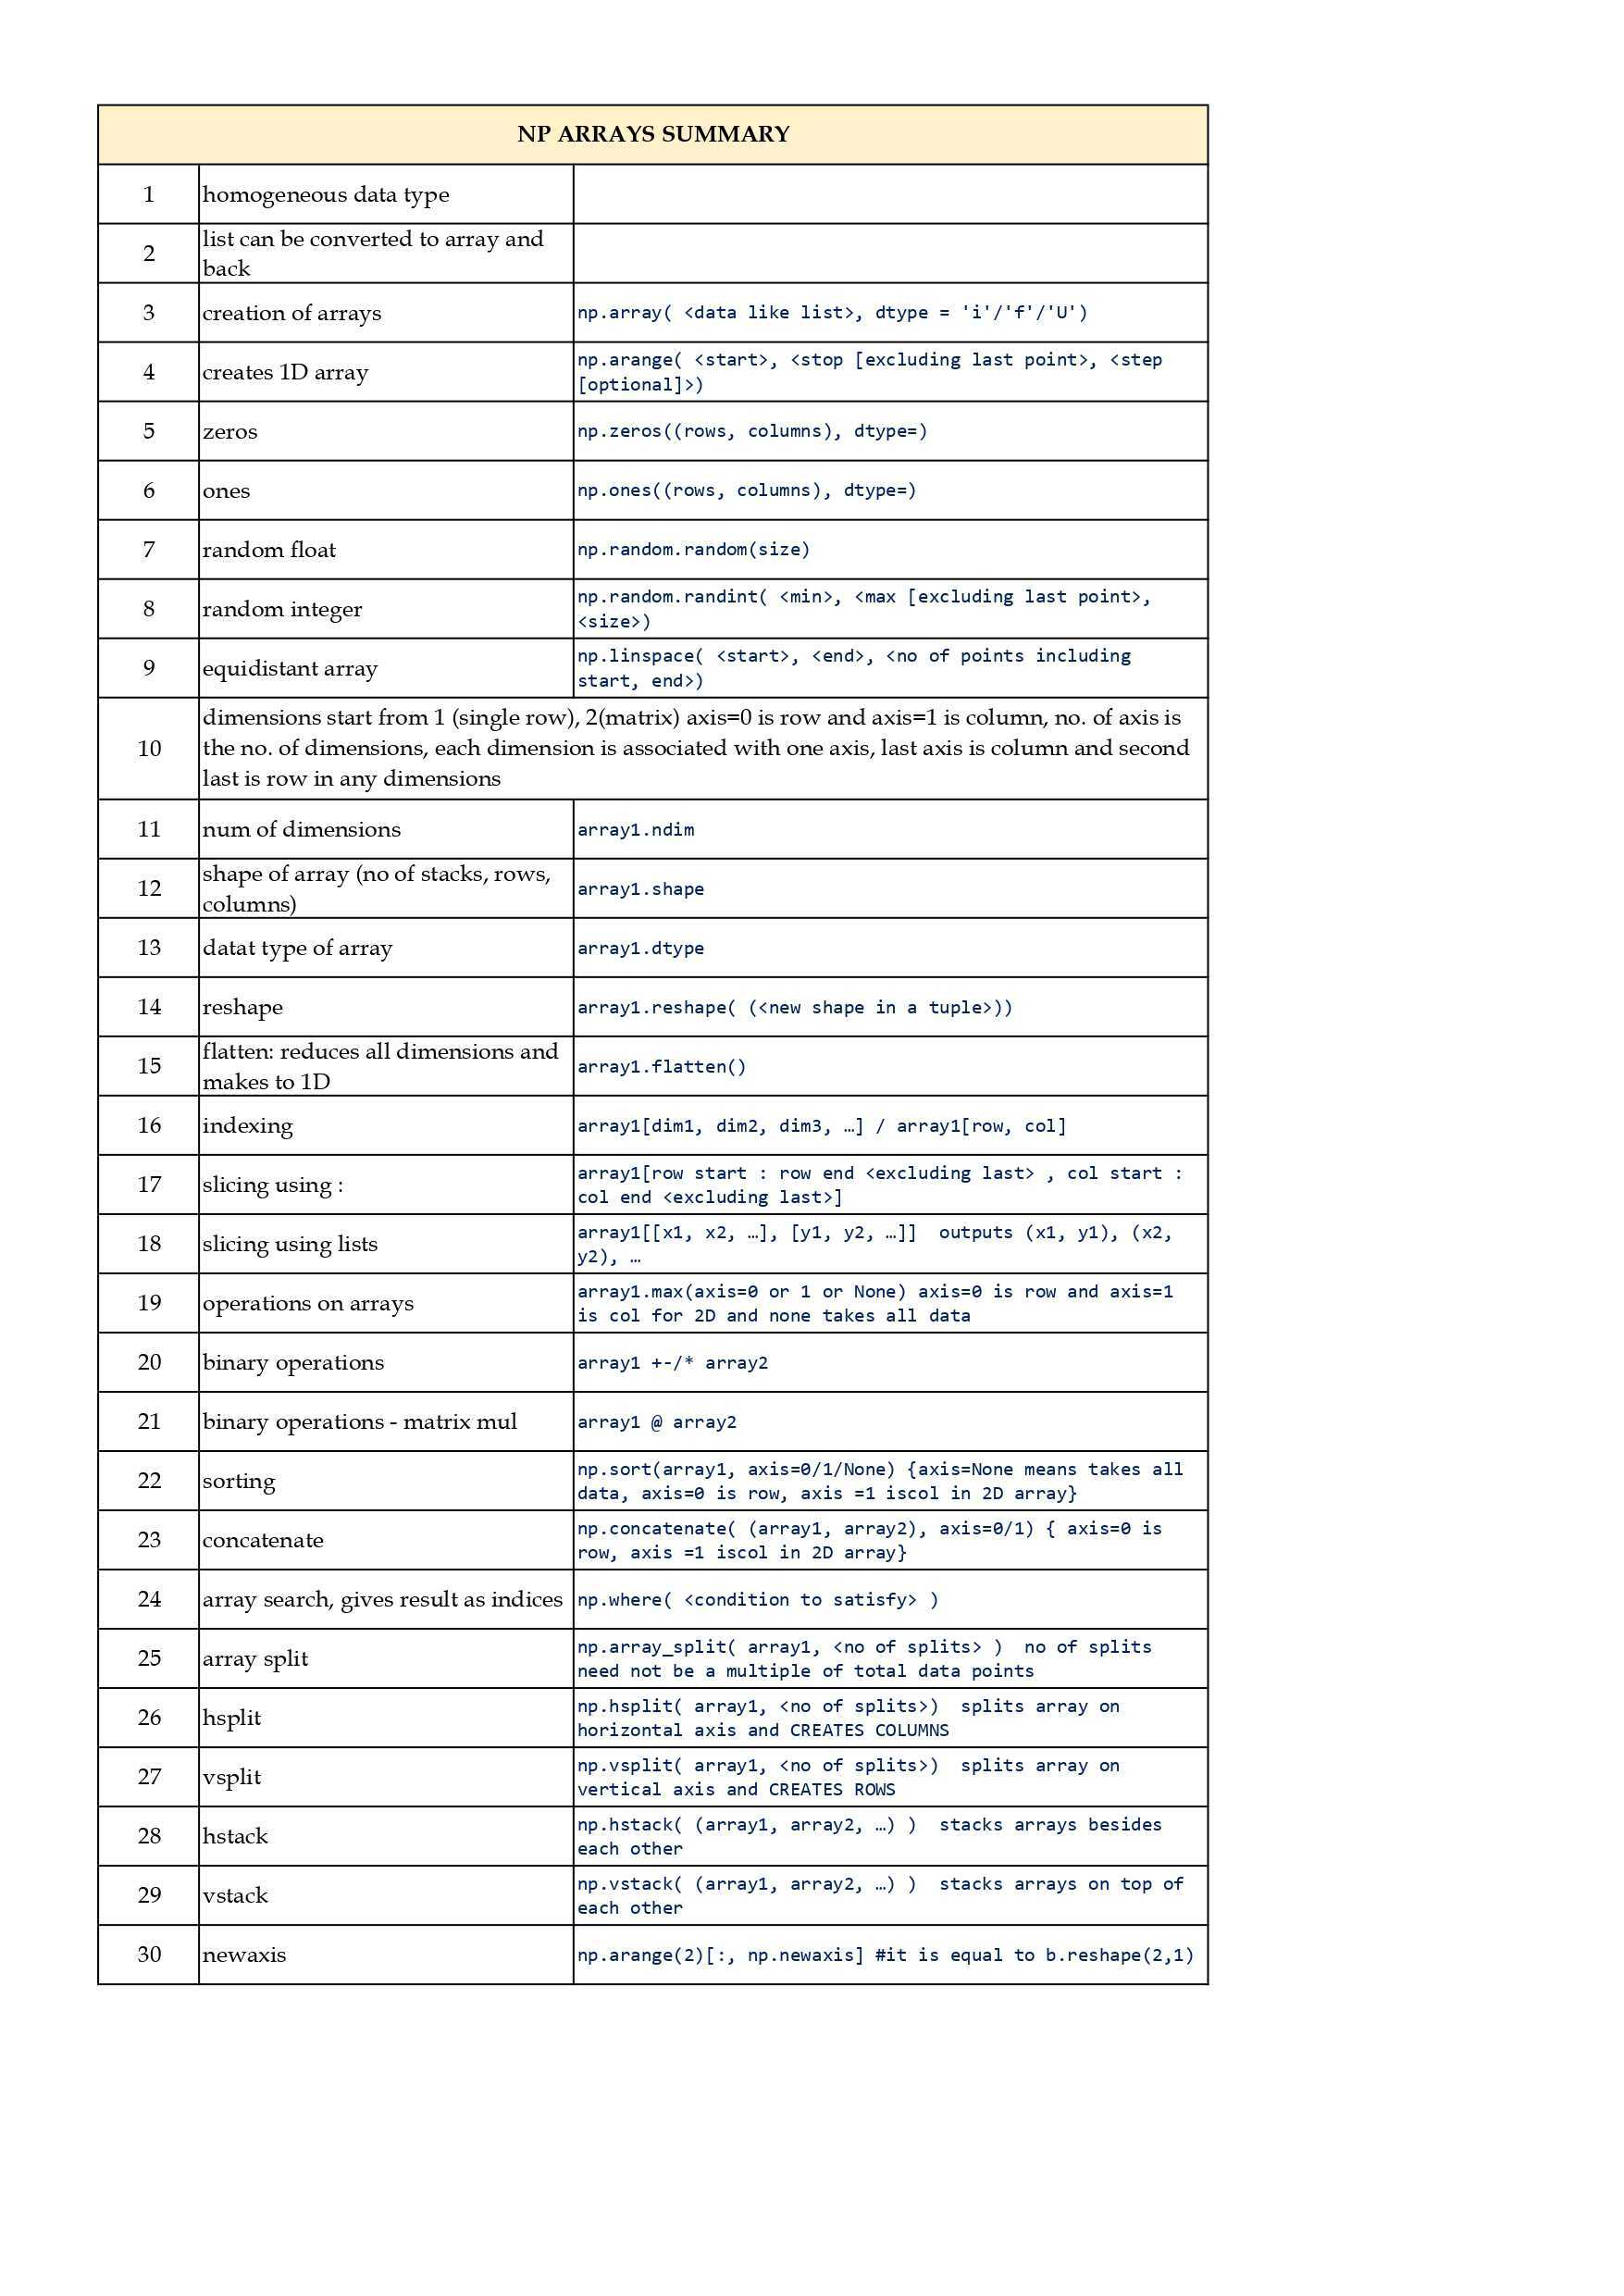 NP ARRAYS SUMMARY
1 homogeneous data type
2 list can be converted to array and
back
3 creation of arrays np.array( <data like list>, dtype = 'i'/'f'/'U')
4 creates 1D array np.arange( <start>, <stop [excluding last point>, <step
[optional]>)
5 zeros np.zeros((rows, columns), dtype=)
6 ones np.ones((rows, columns), dtype=)
7 random float np.random.random(size)
8 random integer np.random.randint( <min>, <max [excluding last point>,
<size>)
9 equidistant array np.linspace( <start>, <end>, <no of points including
start, end>)
10 dimensions start from 1 (single row), 2(matrix) axis=0 is row and axis=1 is column, no. of axis is
the no. of dimensions, each dimension is associated with one axis, last axis is column and second
last is row in any dimensions
11 num of dimensions array1.ndim
12 shape of array (no of stacks, rows,
columns) array1.shape
13 datat type of array array1.dtype
14 reshape array1.reshape( (<new shape in a tuple>))
15 flatten: reduces all dimensions and
makes to 1D array1.flatten()
16 indexing array1[dim1, dim2, dim3, …] / array1[row, col]
17 slicing using : array1[row start : row end <excluding last> , col start :
col end <excluding last>]
18 slicing using lists array1[[x1, x2, …], [y1, y2, …]]  outputs (x1, y1), (x2,
y2), …
19 operations on arrays array1.max(axis=0 or 1 or None) axis=0 is row and axis=1
is col for 2D and none takes all data
20 binary operations array1 +-/* array2
21 binary operations - matrix mul array1 @ array2
22 sorting np.sort(array1, axis=0/1/None) {axis=None means takes all
data, axis=0 is row, axis =1 iscol in 2D array}
23 concatenate np.concatenate( (array1, array2), axis=0/1) { axis=0 is
row, axis =1 iscol in 2D array}
24 array search, gives result as indices np.where( <condition to satisfy> )
25 array split np.array_split( array1, <no of splits> )  no of splits
need not be a multiple of total data points
26 hsplit np.hsplit( array1, <no of splits>)  splits array on
horizontal axis and CREATES COLUMNS
27 vsplit np.vsplit( array1, <no of splits>)  splits array on
vertical axis and CREATES ROWS
28 hstack np.hstack( (array1, array2, …) )  stacks arrays besides
each other
29 vstack np.vstack( (array1, array2, …) )  stacks arrays on top of
each other
30 newaxis np.arange(2)[:, np.newaxis] #it is equal to b.reshape(2,1)